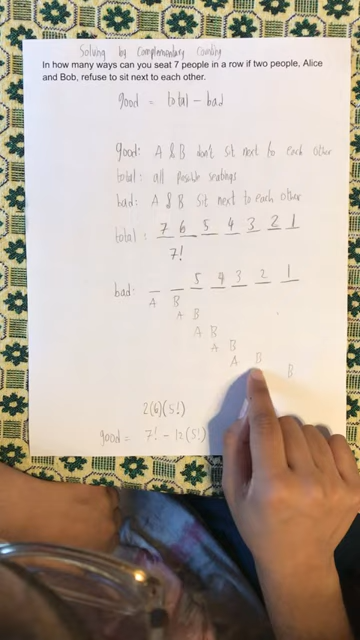 Solving by Complementary Counting
In how many ways can you seat 7 people in a row if two people, Alice
and Bob, refuse to sit next to each other.
good = total - bad
good: A & B don't sit next to each other
total: all possible seatings
bad: A & B sit next to each other
total: 7 6 5 4 3 2 1
7!
bad: _ _ 5 4 3 2 1
A B
A B
A B
A B
A B
B
2(6)(5!)
good = 7! - 12(5!)